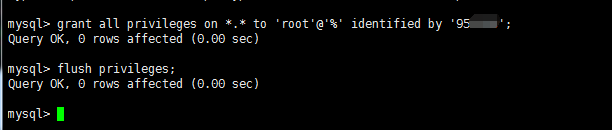 mysql> grant all privileges on *.* to 'root'@'%' identified by '95';
Query OK, 0 rows affected (0.00 sec)
mysql> flush privileges;
Query OK, 0 rows affected (0.00 sec)
mysql>